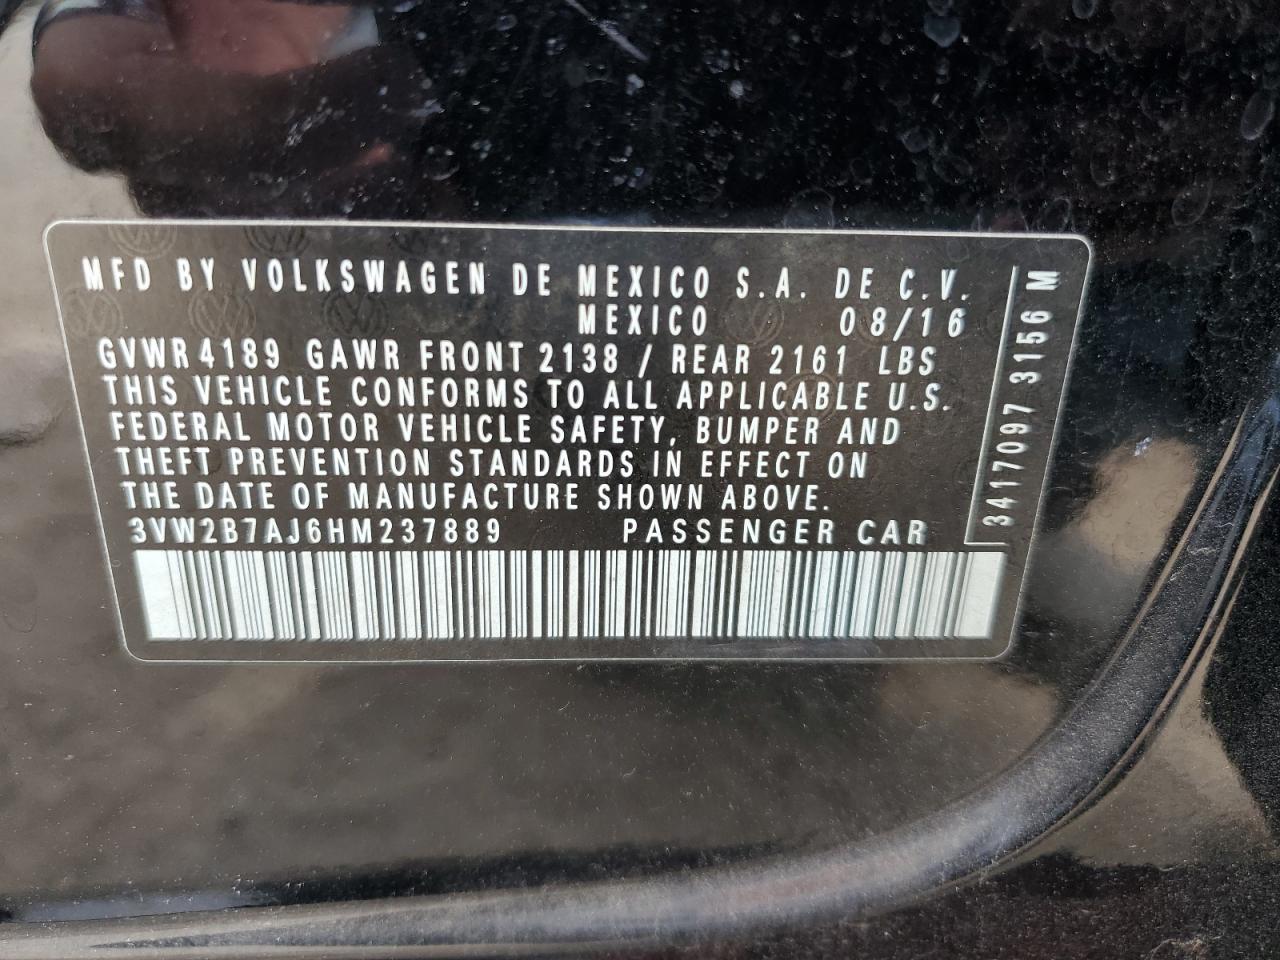 MFD BY VOLKSWAGEN DE MEXICO S.A. DE C.V.
MEXICO 08/16
GVWR 4189 GAWR FRONT 2138 / REAR 2161 LBS
THIS VEHICLE CONFORMS TO ALL APPLICABLE U.S.
FEDERAL MOTOR VEHICLE SAFETY, BUMPER AND
THEFT PREVENTION STANDARDS IN EFFECT ON
THE DATE OF MANUFACTURE SHOWN ABOVE.
3VW2B7AJ6HM237889 PASSENGER CAR
3417097 3156 M